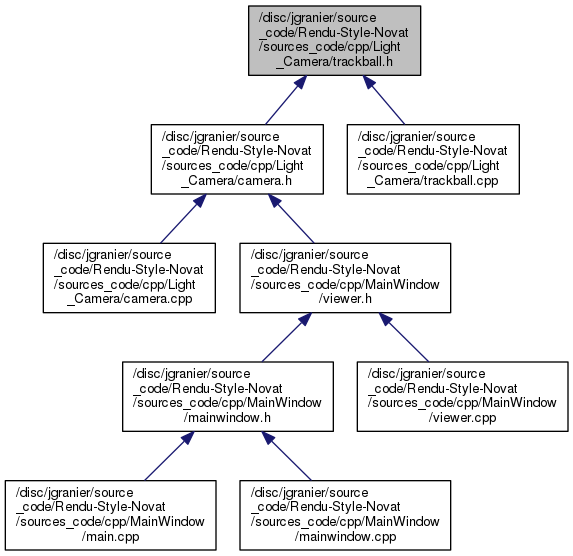 /disc/jgranier/source
_code/Rendu-Style-Novat
/sources_code/cpp/Light
_Camera/trackball.h
/disc/jgranier/source
_code/Rendu-Style-Novat
/sources_code/cpp/Light
_Camera/camera.h
/disc/jgranier/source
_code/Rendu-Style-Novat
/sources_code/cpp/Light
_Camera/trackball.cpp
/disc/jgranier/source
_code/Rendu-Style-Novat
/sources_code/cpp/Light
_Camera/camera.cpp
/disc/jgranier/source
_code/Rendu-Style-Novat
/sources_code/cpp/MainWindow
/viewer.h
/disc/jgranier/source
_code/Rendu-Style-Novat
/sources_code/cpp/MainWindow
/mainwindow.h
/disc/jgranier/source
_code/Rendu-Style-Novat
/sources_code/cpp/MainWindow
/viewer.cpp
/disc/jgranier/source
_code/Rendu-Style-Novat
/sources_code/cpp/MainWindow
/main.cpp
/disc/jgranier/source
_code/Rendu-Style-Novat
/sources_code/cpp/MainWindow
/mainwindow.cpp